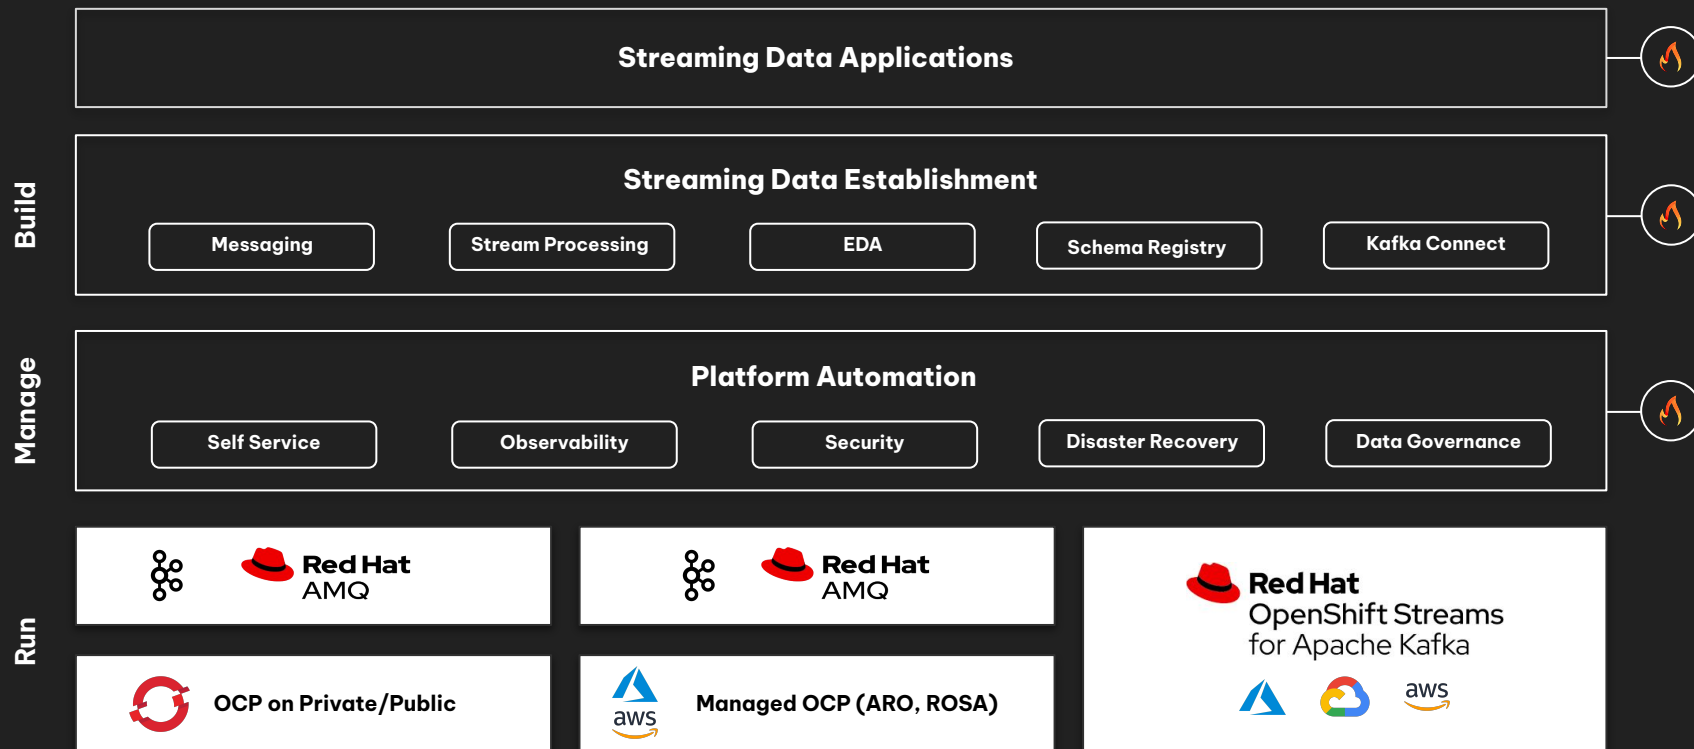 Streaming Data Applications
Build
Streaming Data Establishment
Messaging
Stream Processing
EDA
Schema Registry
Kafka Connect
Manage
Platform Automation
Self Service
Observability
Security
Disaster Recovery
Data Governance
Run
Red Hat
AMQ
Red Hat
AMQ
Red Hat
OpenShift Streams
for Apache Kafka
aws
OCP on Private/Public
aws
Managed OCP (ARO, ROSA)